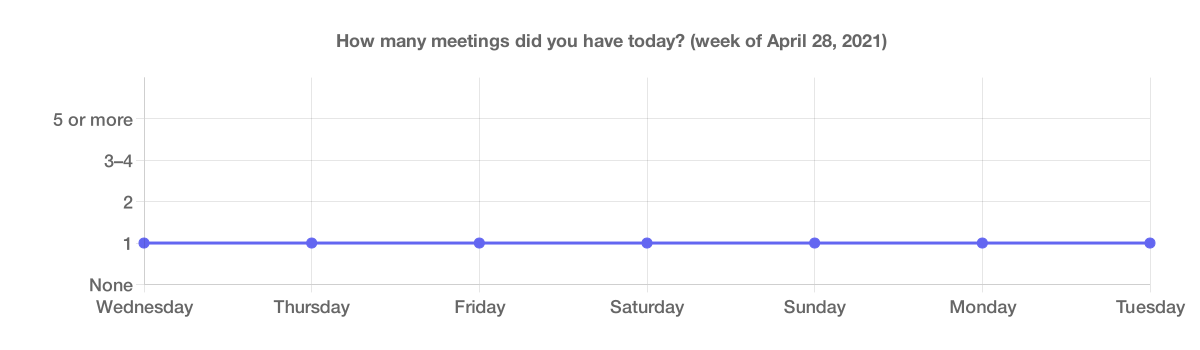 How many meetings did you have today? (week of April 28, 2021)
5 or more
3–4
2
1
None
Wednesday Thursday Friday Saturday Sunday Monday Tuesday